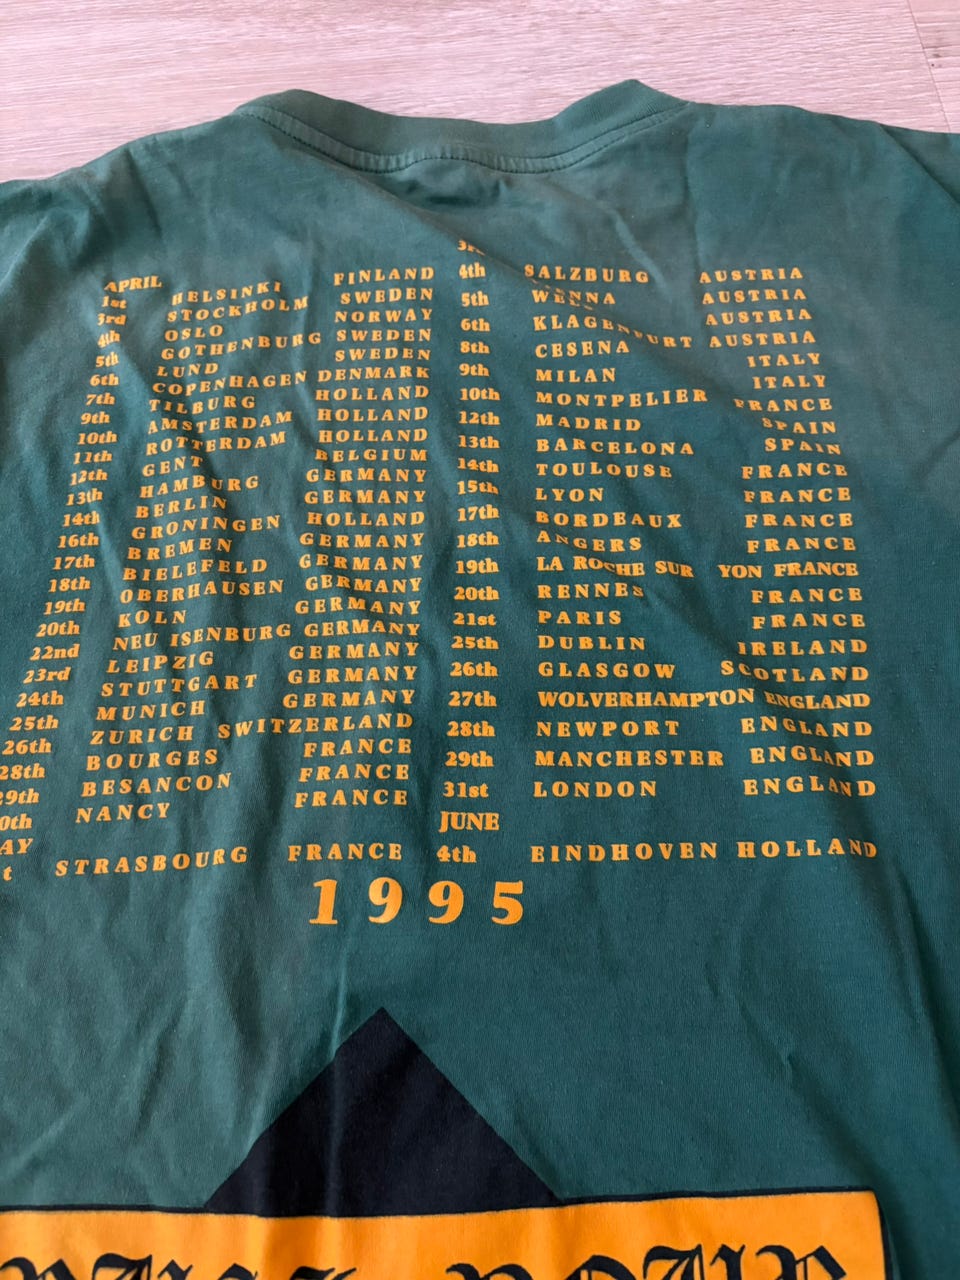 APRIL
1st HELSINKI FINLAND
3rd STOCKHOLM SWEDEN
4th OSLO NORWAY
5th GOTHENBURG SWEDEN
6th LUND SWEDEN
7th COPENHAGEN DENMARK
9th TILBURG HOLLAND
10th AMSTERDAM HOLLAND
11th ROTTERDAM HOLLAND
12th GENT BELGIUM
13th HAMBURG GERMANY
14th BERLIN GERMANY
16th GRONINGEN HOLLAND
17th BREMEN GERMANY
18th BIELEFELD GERMANY
19th OBERHAUSEN GERMANY
20th KOLN GERMANY
22nd NEU ISENBURG GERMANY
23rd LEIPZIG GERMANY
24th STUTTGART GERMANY
25th MUNICH GERMANY
26th ZURICH SWITZERLAND
28th BOURGES FRANCE
29th BESANCON FRANCE
0th NANCY FRANCE
AY
t STRASBOURG FRANCE
3rd
4th SALZBURG AUSTRIA
5th VIENNA AUSTRIA
6th KLAGENFURT AUSTRIA
8th CESENA ITALY
9th MILAN ITALY
10th MONTPELIER FRANCE
12th MADRID SPAIN
13th BARCELONA SPAIN
14th TOULOUSE FRANCE
15th LYON FRANCE
17th BORDEAUX FRANCE
18th ANGERS FRANCE
19th LA ROCHE SUR YON FRANCE
20th RENNES FRANCE
21st PARIS FRANCE
25th DUBLIN IRELAND
26th GLASGOW SCOTLAND
27th WOLVERHAMPTON ENGLAND
28th NEWPORT ENGLAND
29th MANCHESTER ENGLAND
31st LONDON ENGLAND
JUNE
4th EINDHOVEN HOLLAND
1995